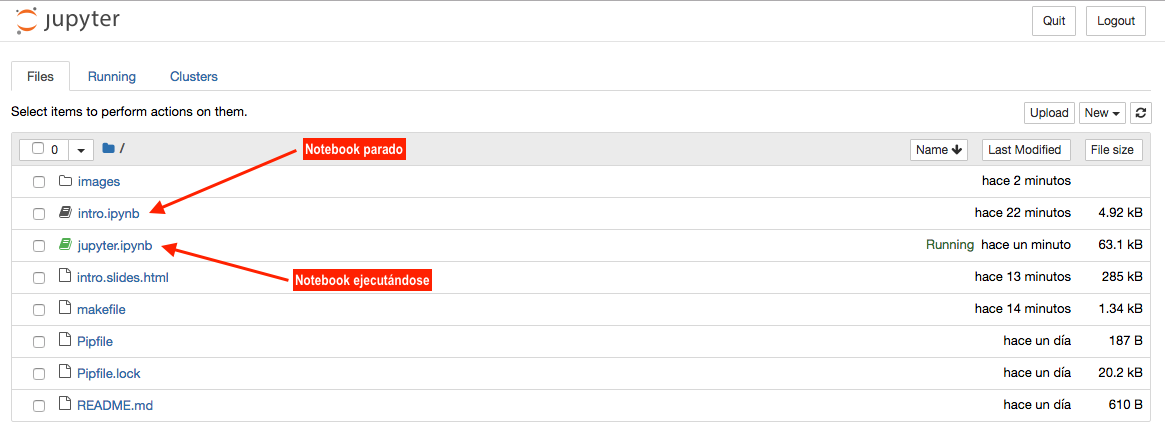 jupyter
Quit Logout
Files Running Clusters
Select items to perform actions on them.
Upload New
0 / Notebook parado Name Last Modified File size
images hace 2 minutos
intro.ipynb hace 22 minutos 4.92 kB
jupyter.ipynb Running hace un minuto 63.1 kB
intro.slides.html Notebook ejecutándose hace 13 minutos 285 kB
makefile hace 14 minutos 1.34 kB
Pipfile hace un día 187 B
Pipfile.lock hace un día 20.2 kB
README.md hace un día 610 B